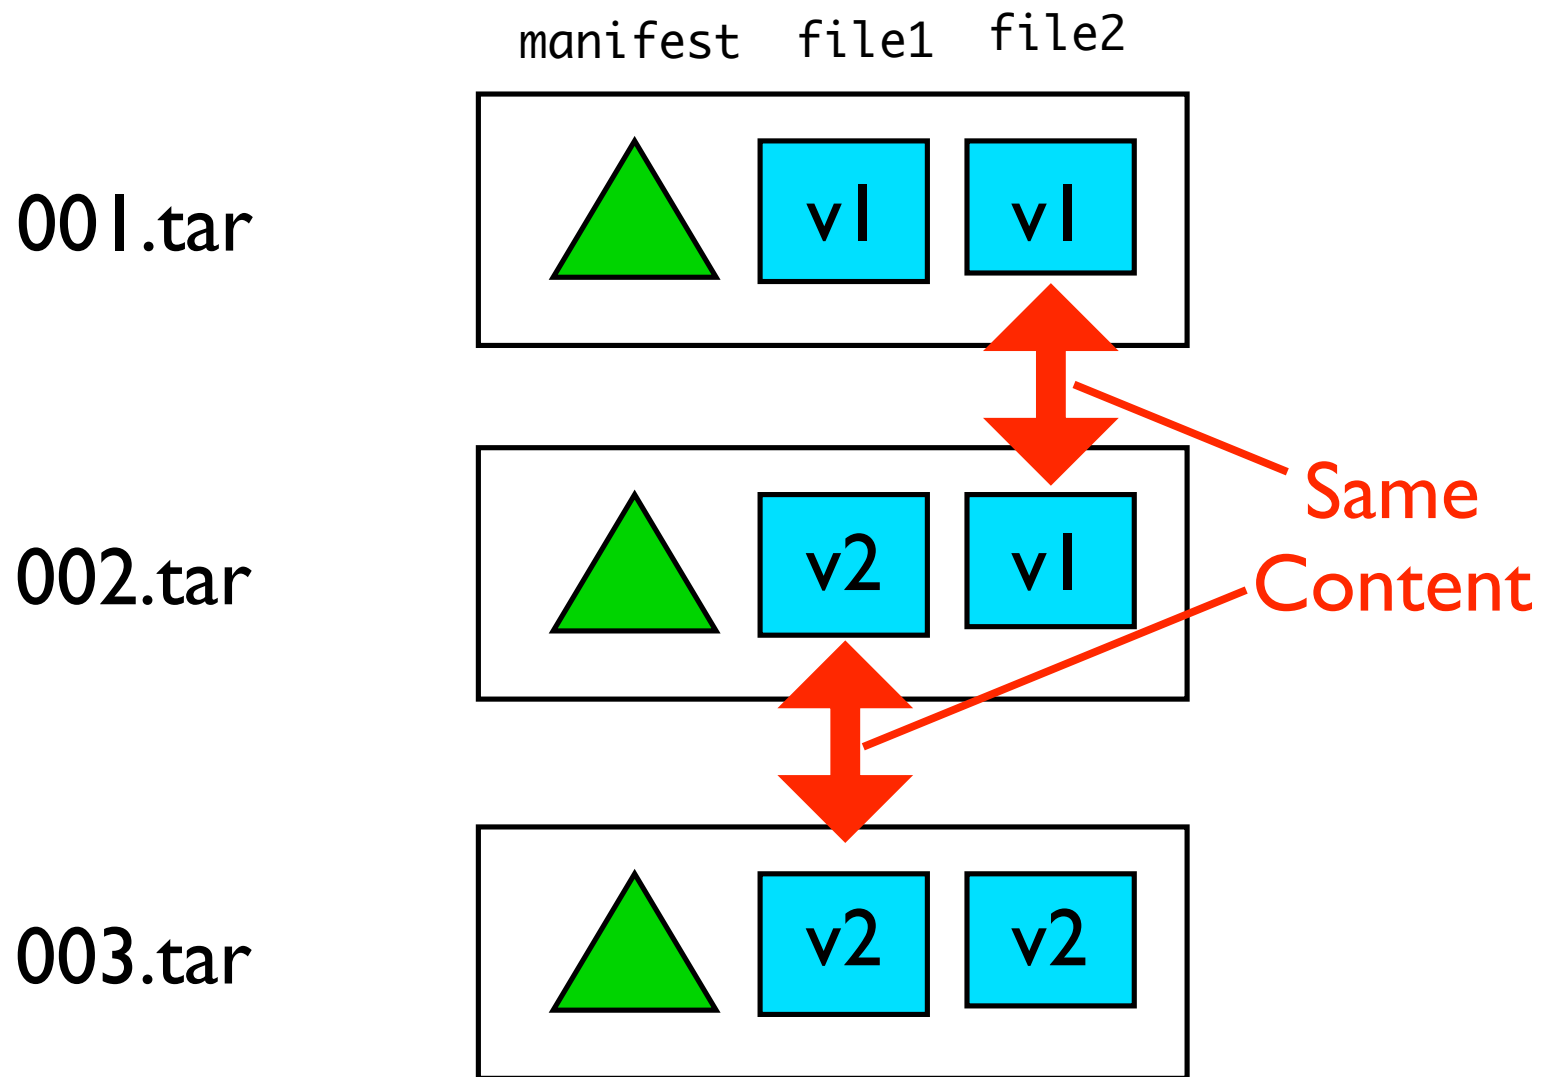 manifest file1 file2
001.tar v1 v1
Same
002.tar v2 v1
Content
003.tar v2 v2